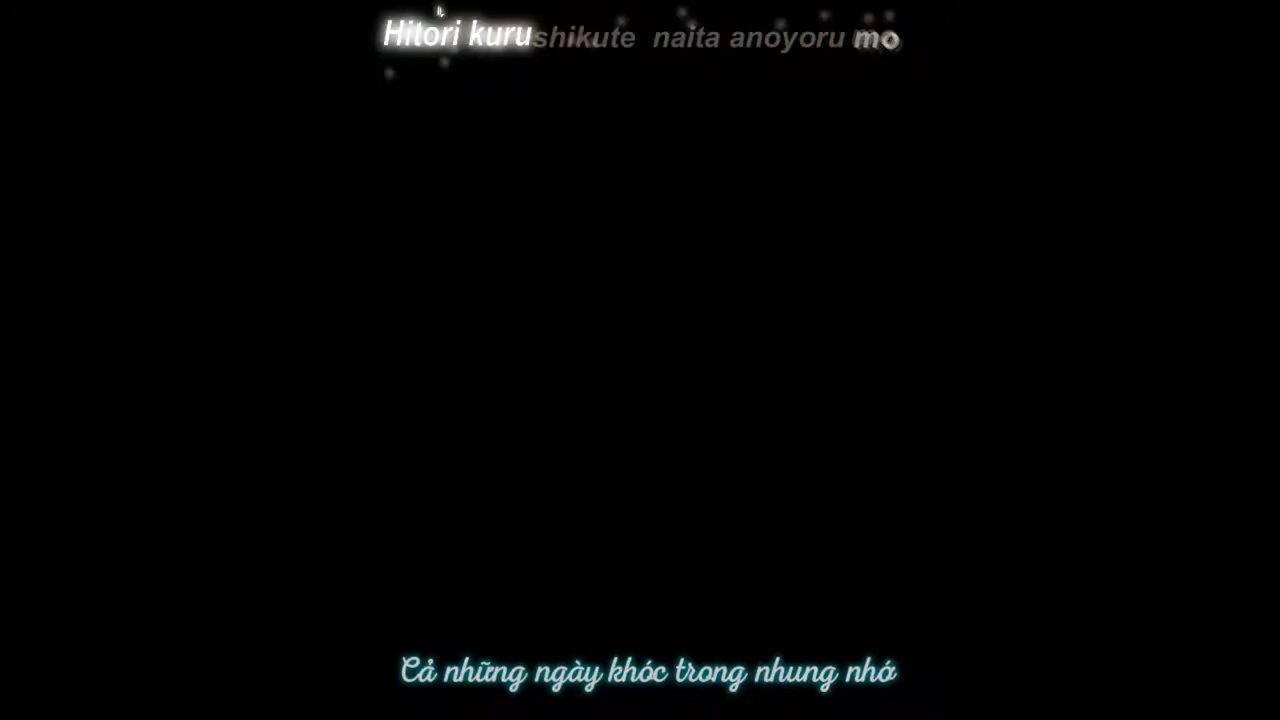 Hitori kurushikute naita anoyoru mo
Cả những ngày khóc trong nhung nhớ